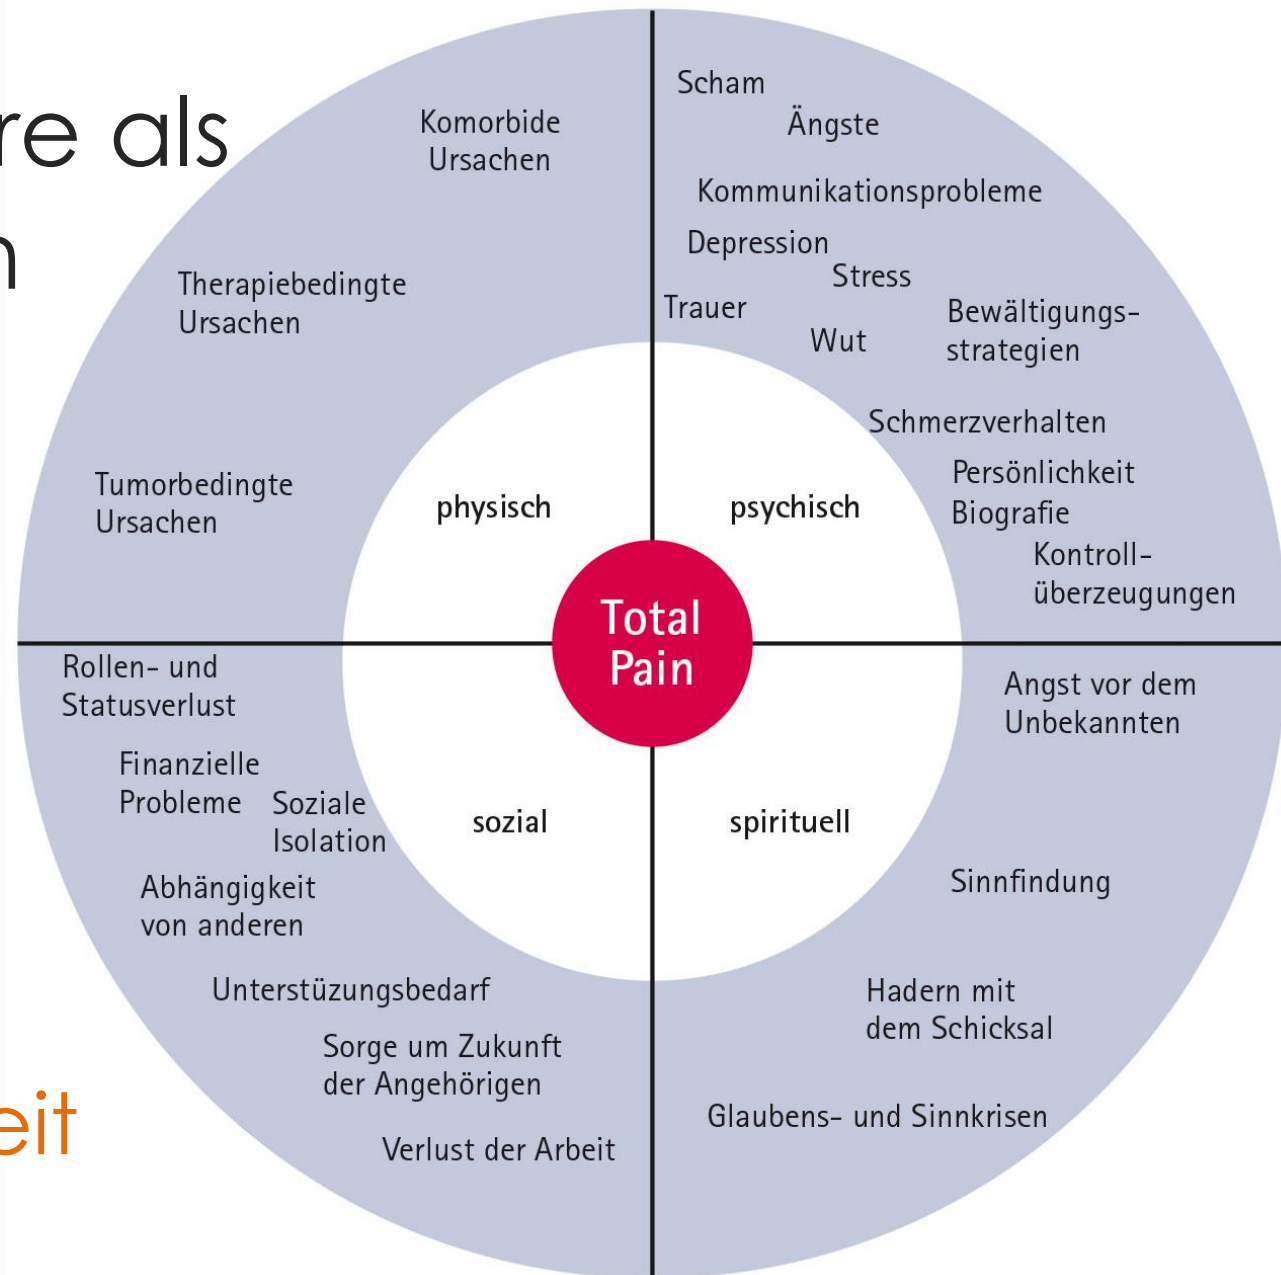 re als
n
eit
Komorbide
Ursachen
Therapiebedingte
Ursachen
Tumorbedingte
Ursachen
physisch
Scham
Ängste
Kommunikationsprobleme
Depression
Stress
Trauer
Wut
Bewältigungs-
strategien
Schmerzverhalten
Persönlichkeit
Biografie
Kontroll-
überzeugungen
psychisch
Total
Pain
Rollen- und
Statusverlust
Finanzielle
Probleme
Soziale
Isolation
Abhängigkeit
von anderen
Unterstüzungsbedarf
Sorge um Zukunft
der Angehörigen
Verlust der Arbeit
sozial
spirituell
Angst vor dem
Unbekannten
Sinnfindung
Hadern mit
dem Schicksal
Glaubens- und Sinnkrisen